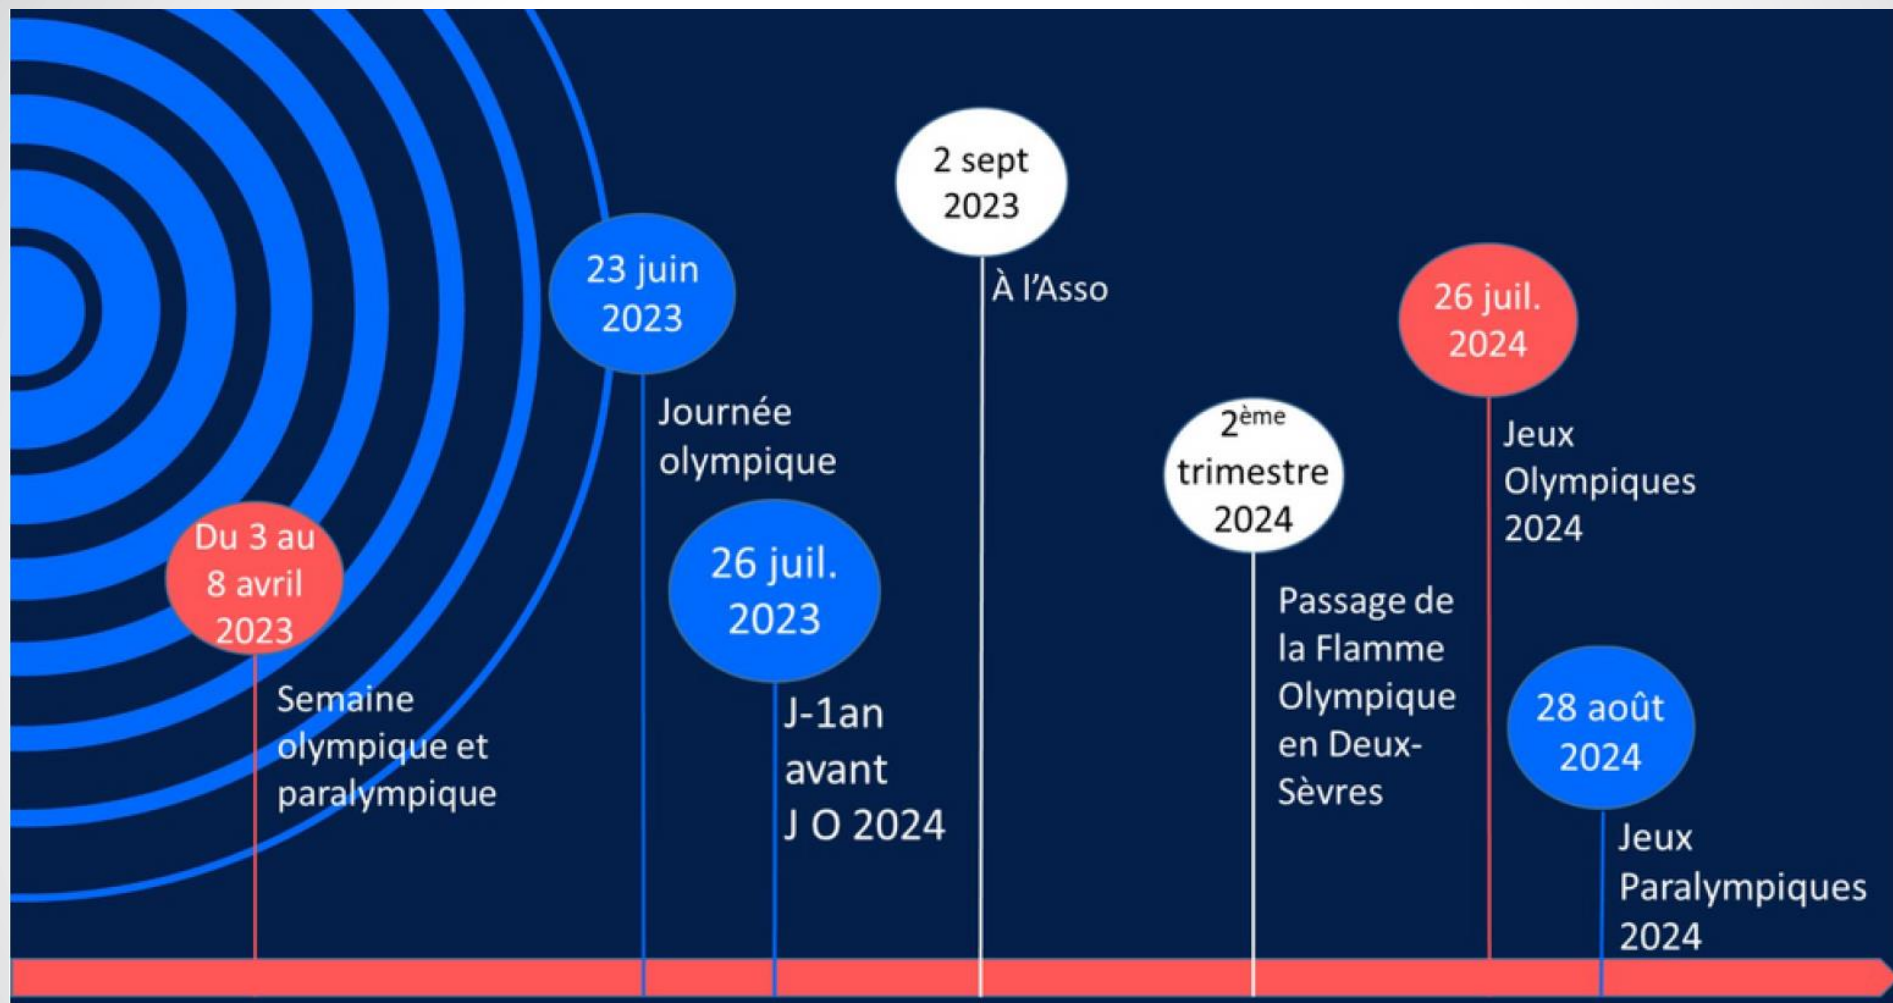 Du 3 au
8 avril
2023
Semaine
olympique et
paralympique
23 juin
2023
Journée
olympique
26 juil.
2023
J-1an
avant
J O 2024
2 sept
2023
À l’Asso
2ème
trimestre
2024
Passage de
la Flamme
Olympique
en Deux-
Sèvres
26 juil.
2024
Jeux
Olympiques
2024
28 août
2024
Jeux
Paralympiques
2024